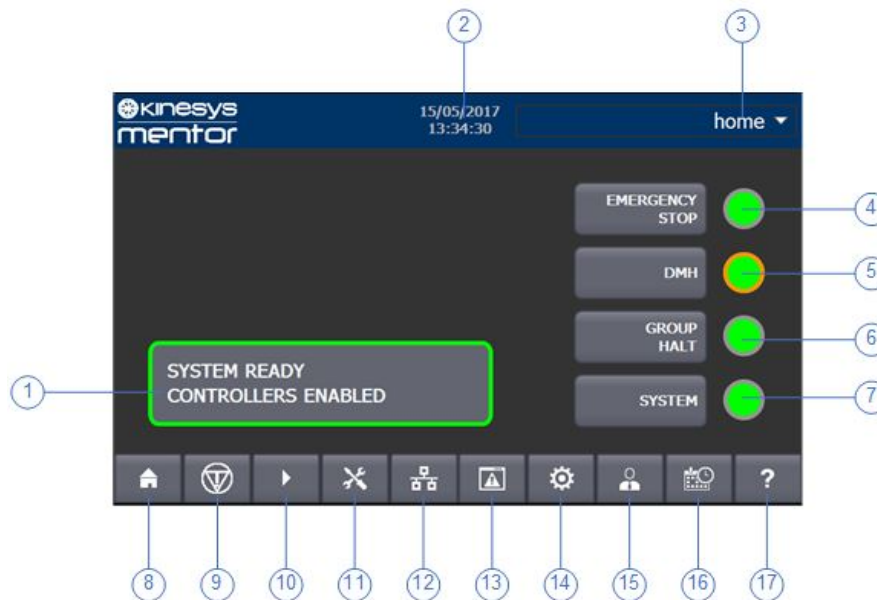 2
3
kinesys
mentor
15/05/2017
13:34:30
home
EMERGENCY
STOP
4
DMH
5
GROUP
HALT
6
SYSTEM READY
CONTROLLERS ENABLED
1
SYSTEM
7
?
8
9
10
11
12
13
14
15
16
17